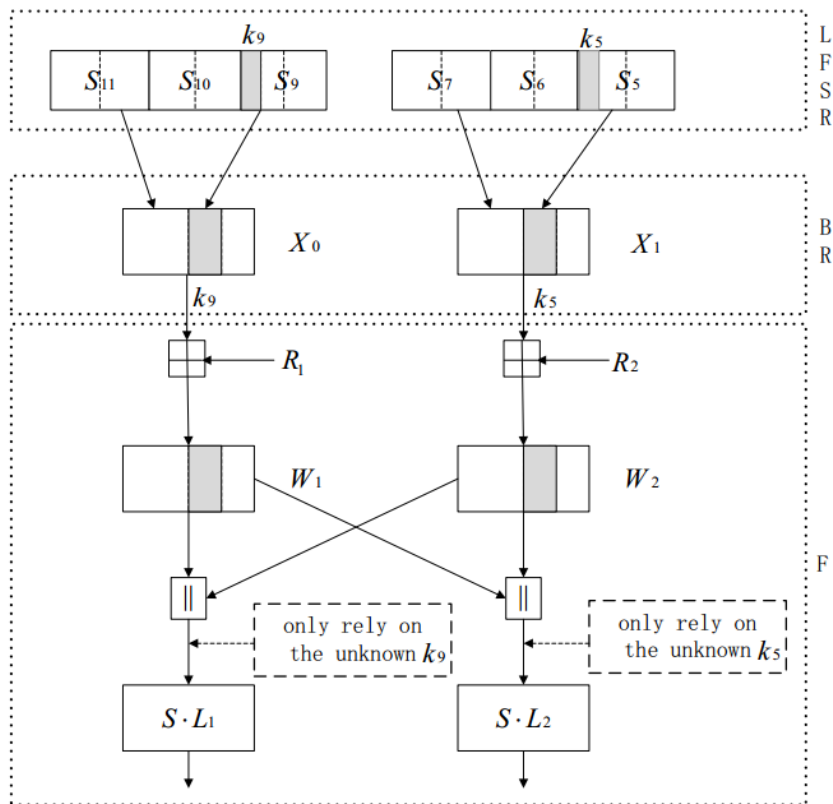 k9 k5
S11 S10 S9 S7 S6 S5
L
F
S
R
X0 X1
B
R
k9 k5
R1 R2
W1 W2
F
|| ||
only rely on
the unknown k9
only rely on
the unknown k5
S · L1 S · L2